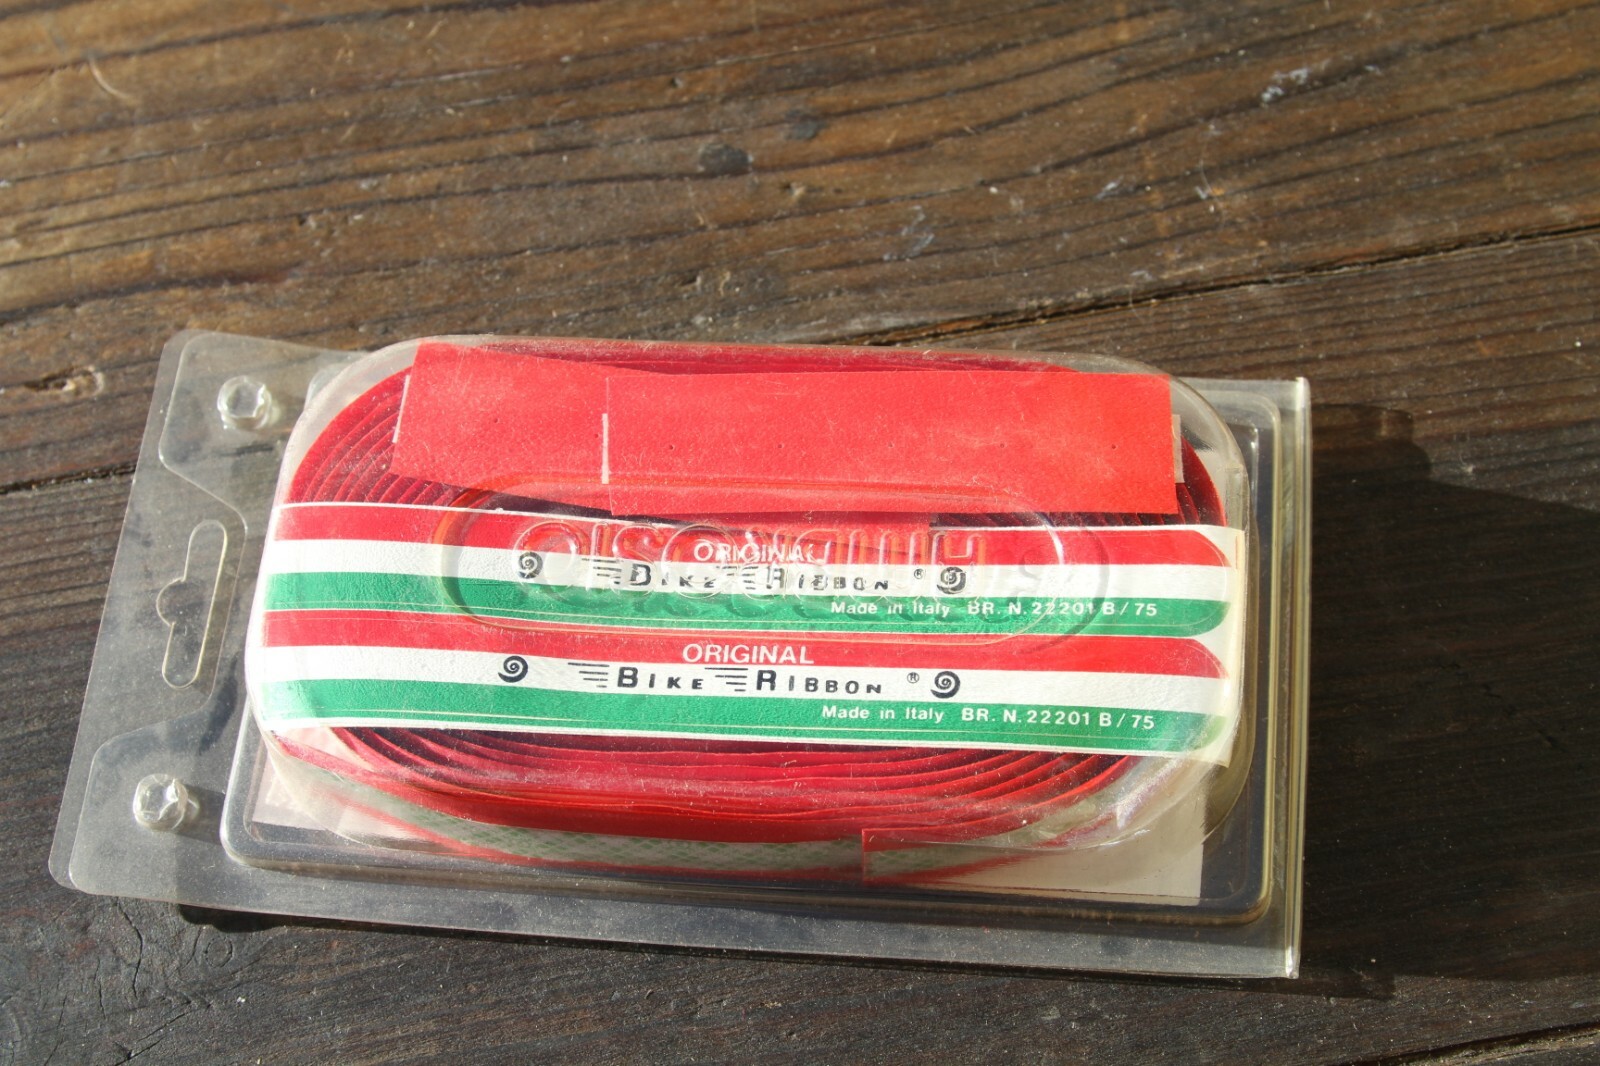 ORIGINAL
BIKE RIBBON ®
Made in Italy BR. N. 22201 B / 75
ORIGINAL
BIKE RIBBON ®
Made in Italy BR. N. 22201 B / 75